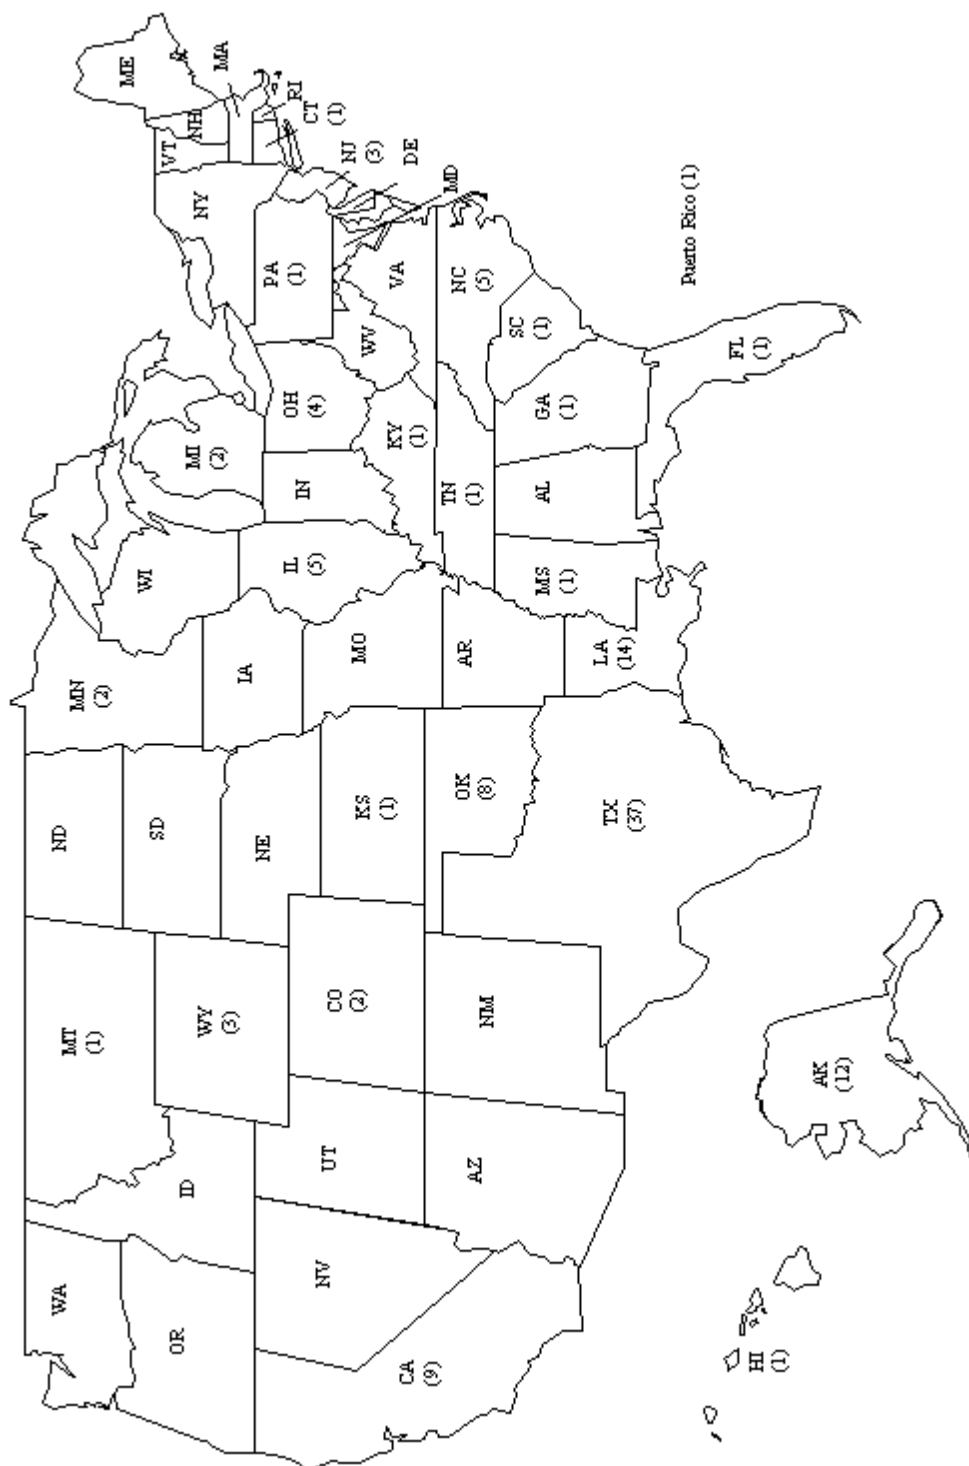 WA
MT
(1)
ND
MN
(2)
ME
VT
NH
MA
RI
CT
(1)
OR
ID
WY
(3)
SD
WI
MI
(2)
NY
NJ
(3)
DE
MD
NV
UT
CO
(2)
NE
IA
IL
(5)
IN
OH
(4)
PA
(1)
WV
VA
CA
(9)
AZ
NM
KS
(1)
MO
KY
(1)
OK
(8)
AR
TN
(1)
NC
(5)
SC
(1)
TX
(37)
LA
(14)
MS
(1)
AL
GA
(1)
FL
(1)
Puerto Rico (1)
HI
(1)
AK
(12)